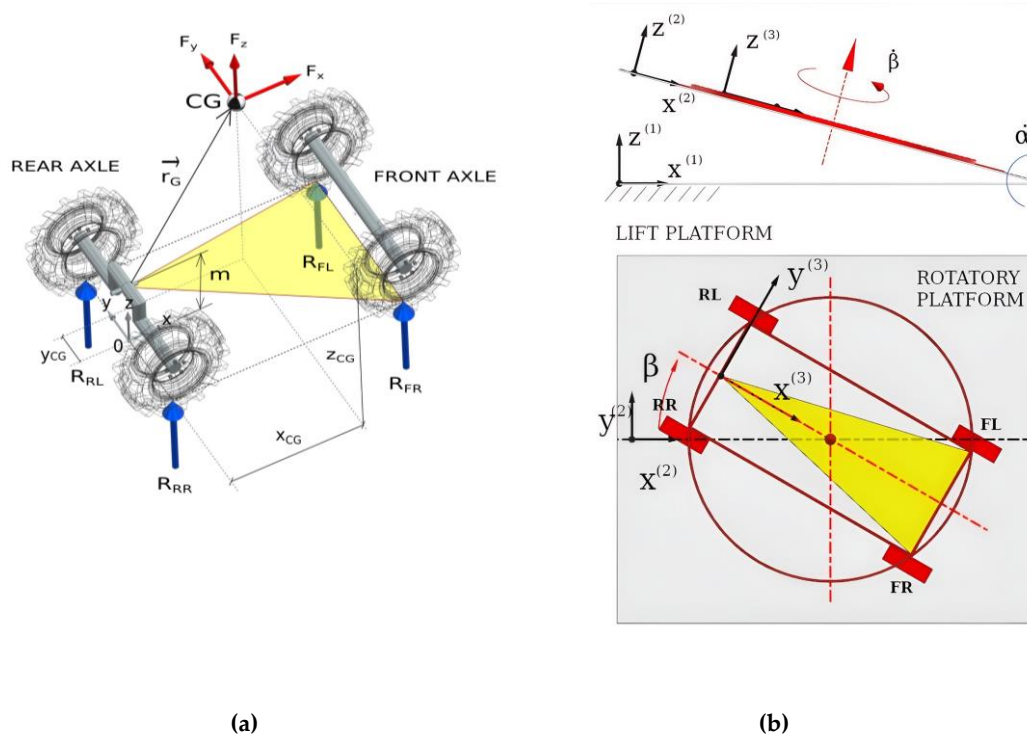 F_y
F_z
F_x
CG
REAR AXLE
r_G
FRONT AXLE
m
R_FL
y
z
x
0
y_CG
R_RL
z_CG
R_FR
x_CG
R_RR
(a)
z^(2)
z^(3)
β̇
x^(2)
z^(1)
x^(1)
α̇
LIFT PLATFORM
y^(3)
ROTATORY
PLATFORM
RL
β
x^(3)
RR
y^(2)
FL
x^(2)
FR
(b)